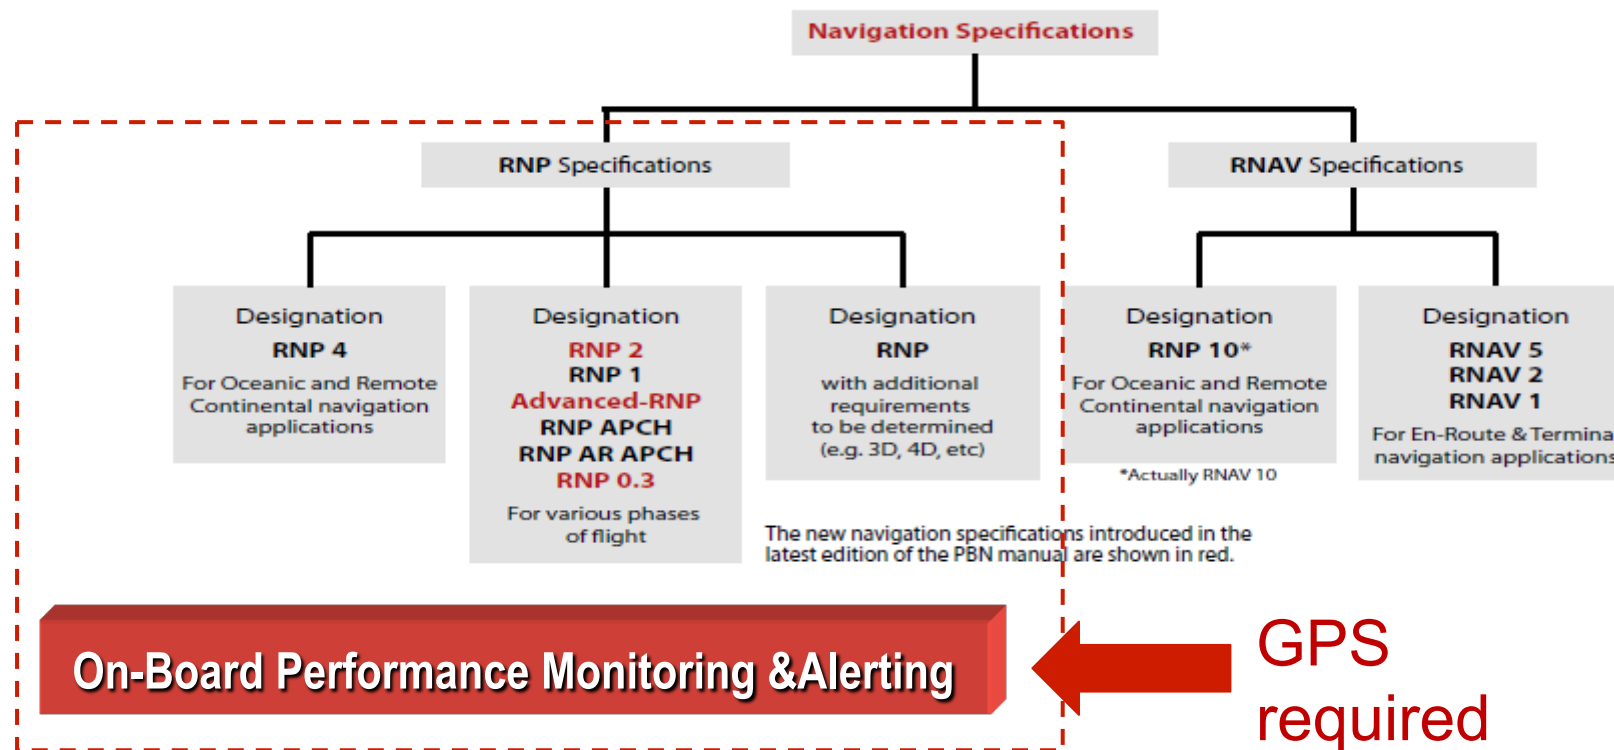 Navigation Specifications
RNP Specifications
RNAV Specifications
Designation
RNP 4
For Oceanic and Remote
Continental navigation
applications
Designation
RNP 2
RNP 1
Advanced-RNP
RNP APCH
RNP AR APCH
RNP 0.3
For various phases
of flight
Designation
RNP
with additional
requirements
to be determined
(e.g. 3D, 4D, etc)
Designation
RNP 10*
For Oceanic and Remote
Continental navigation
applications
*Actually RNAV 10
Designation
RNAV 5
RNAV 2
RNAV 1
For En-Route & Termina
navigation applications
The new navigation specifications introduced in the
latest edition of the PBN manual are shown in red.
On-Board Performance Monitoring &Alerting
GPS
required